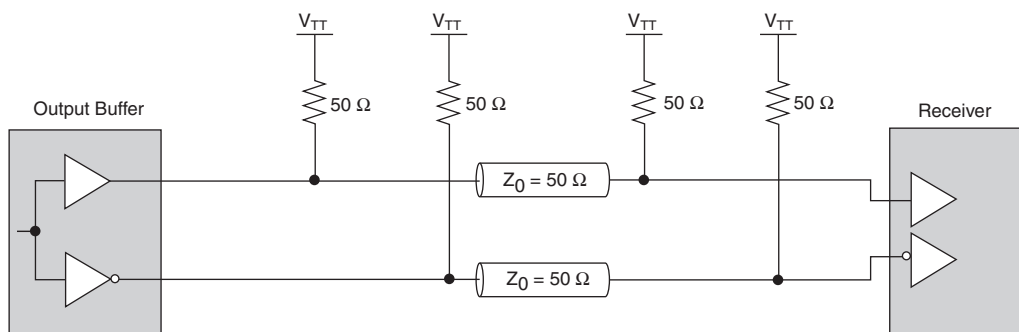 V_TT V_TT V_TT V_TT
50 Ω 50 Ω 50 Ω 50 Ω
Output Buffer Receiver
Z_0 = 50 Ω
Z_0 = 50 Ω